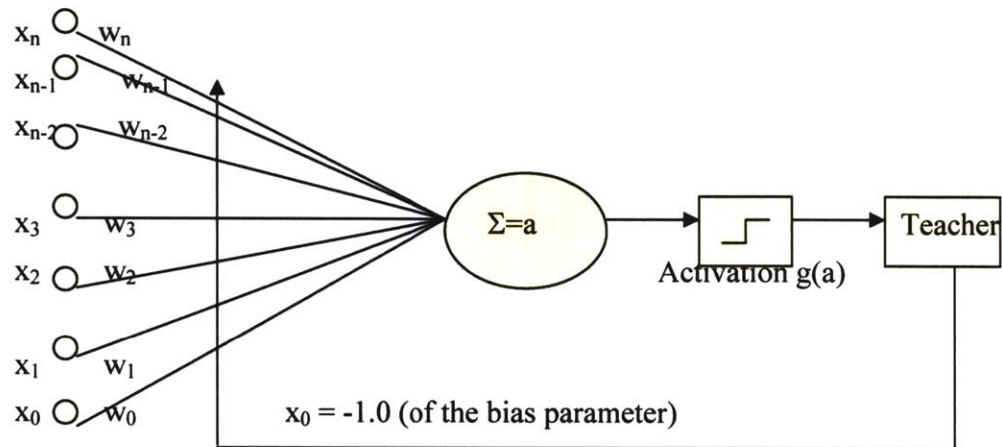 xₙ wₙ
xₙ₋₁ wₙ₋₁
xₙ₋₂ wₙ₋₂
x₃ w₃
x₂ w₂
x₁ w₁
x₀ w₀
Σ=a
Activation g(a)
Teacher
x₀ = -1.0 (of the bias parameter)